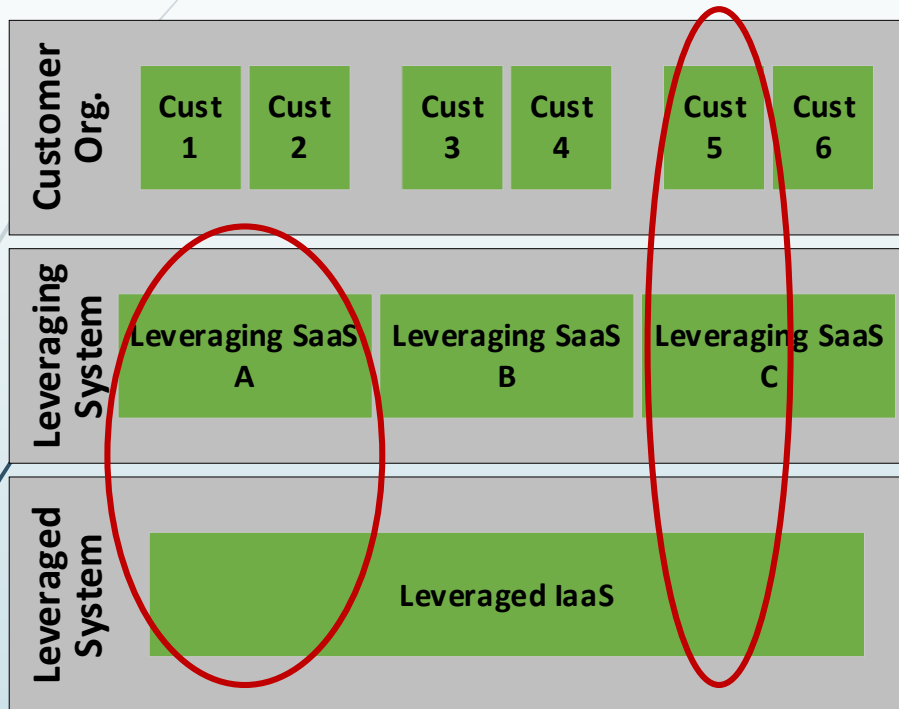 Customer
Org.
Cust
1
Cust
2
Cust
3
Cust
4
Cust
5
Cust
6
Leveraging
System
Leveraging SaaS
A
Leveraging SaaS
B
Leveraging SaaS
C
Leveraged
System
Leveraged IaaS